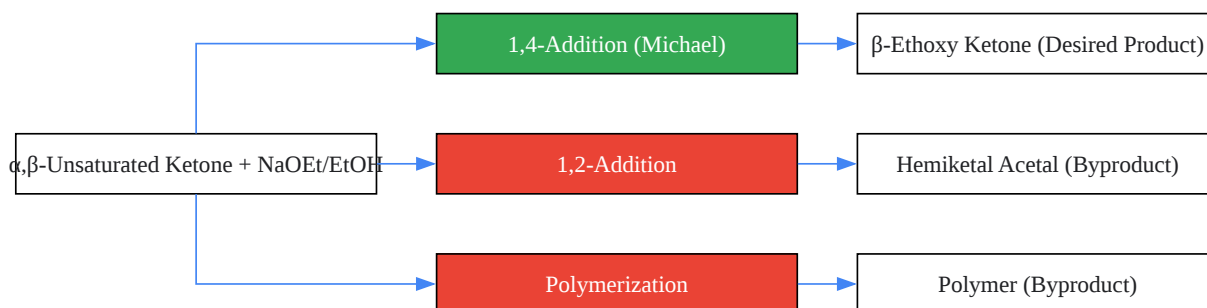 1,4-Addition (Michael)
β-Ethoxy Ketone (Desired Product)
α,β-Unsaturated Ketone + NaOEt/EtOH
1,2-Addition
Hemiketal Acetal (Byproduct)
Polymerization
Polymer (Byproduct)